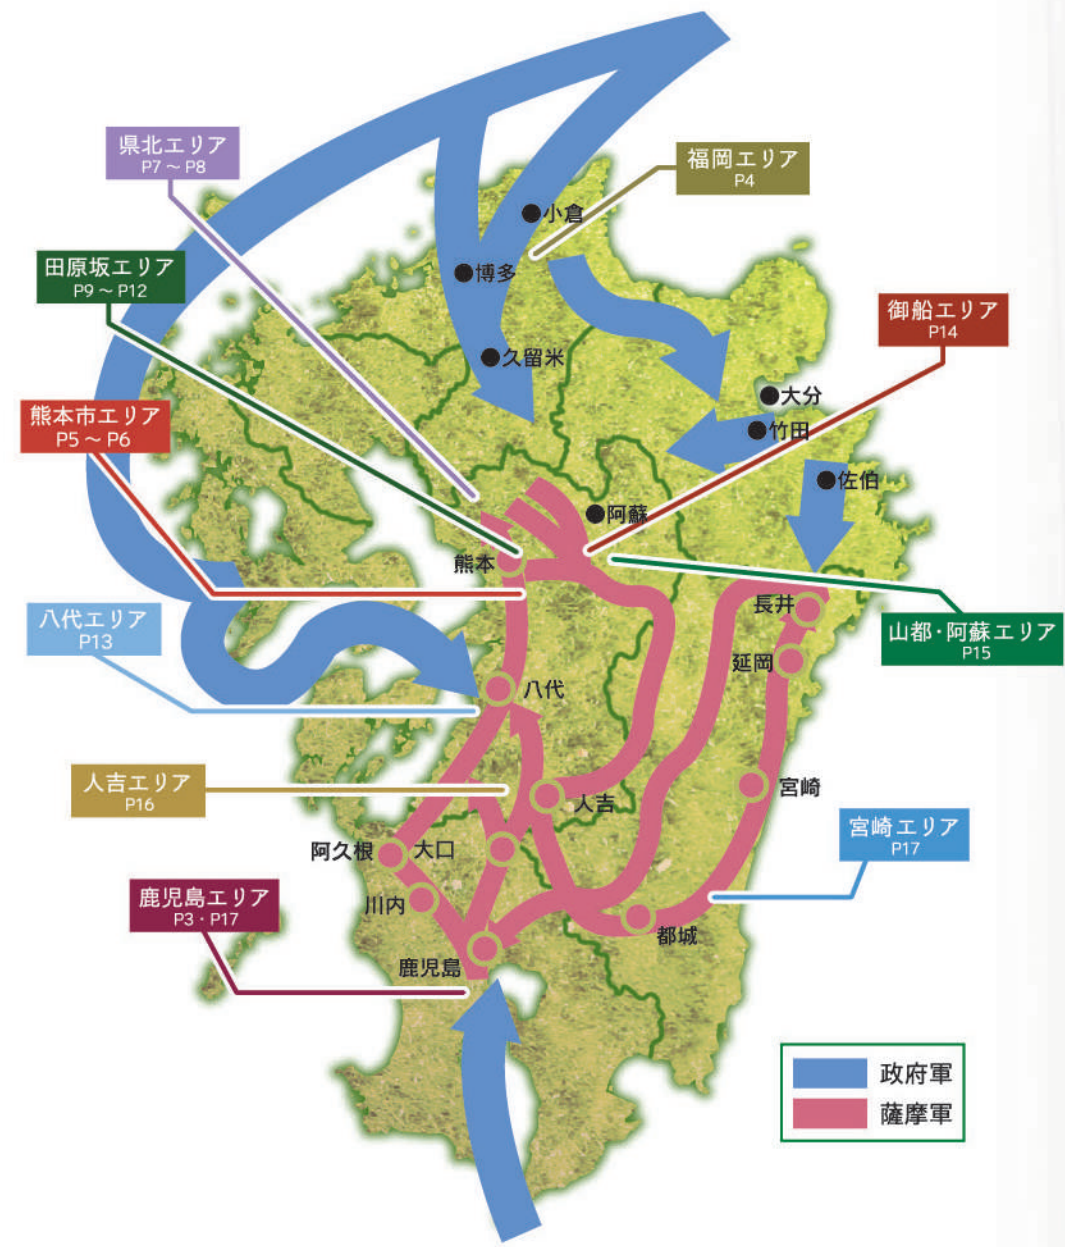 県北エリア
P7～P8
福岡エリア
P4
小倉
田原坂エリア
P9～P12
博多
御船エリア
P14
久留米
大分
熊本市エリア
P5～P6
竹田
佐伯
阿蘇
熊本
八代エリア
P13
長井
山都・阿蘇エリア
P15
延岡
八代
人吉エリア
P16
人吉
宮崎
宮崎エリア
P17
阿久根
大口
鹿児島エリア
P3・P17
川内
都城
鹿児島
政府軍
薩摩軍